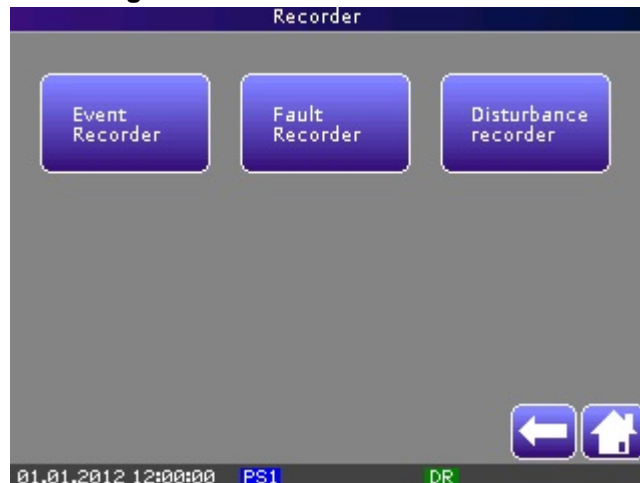 Recorder
Event
Recorder
Fault
Recorder
Disturbance
recorder
01.01.2012 12:00:00 PS1 DR